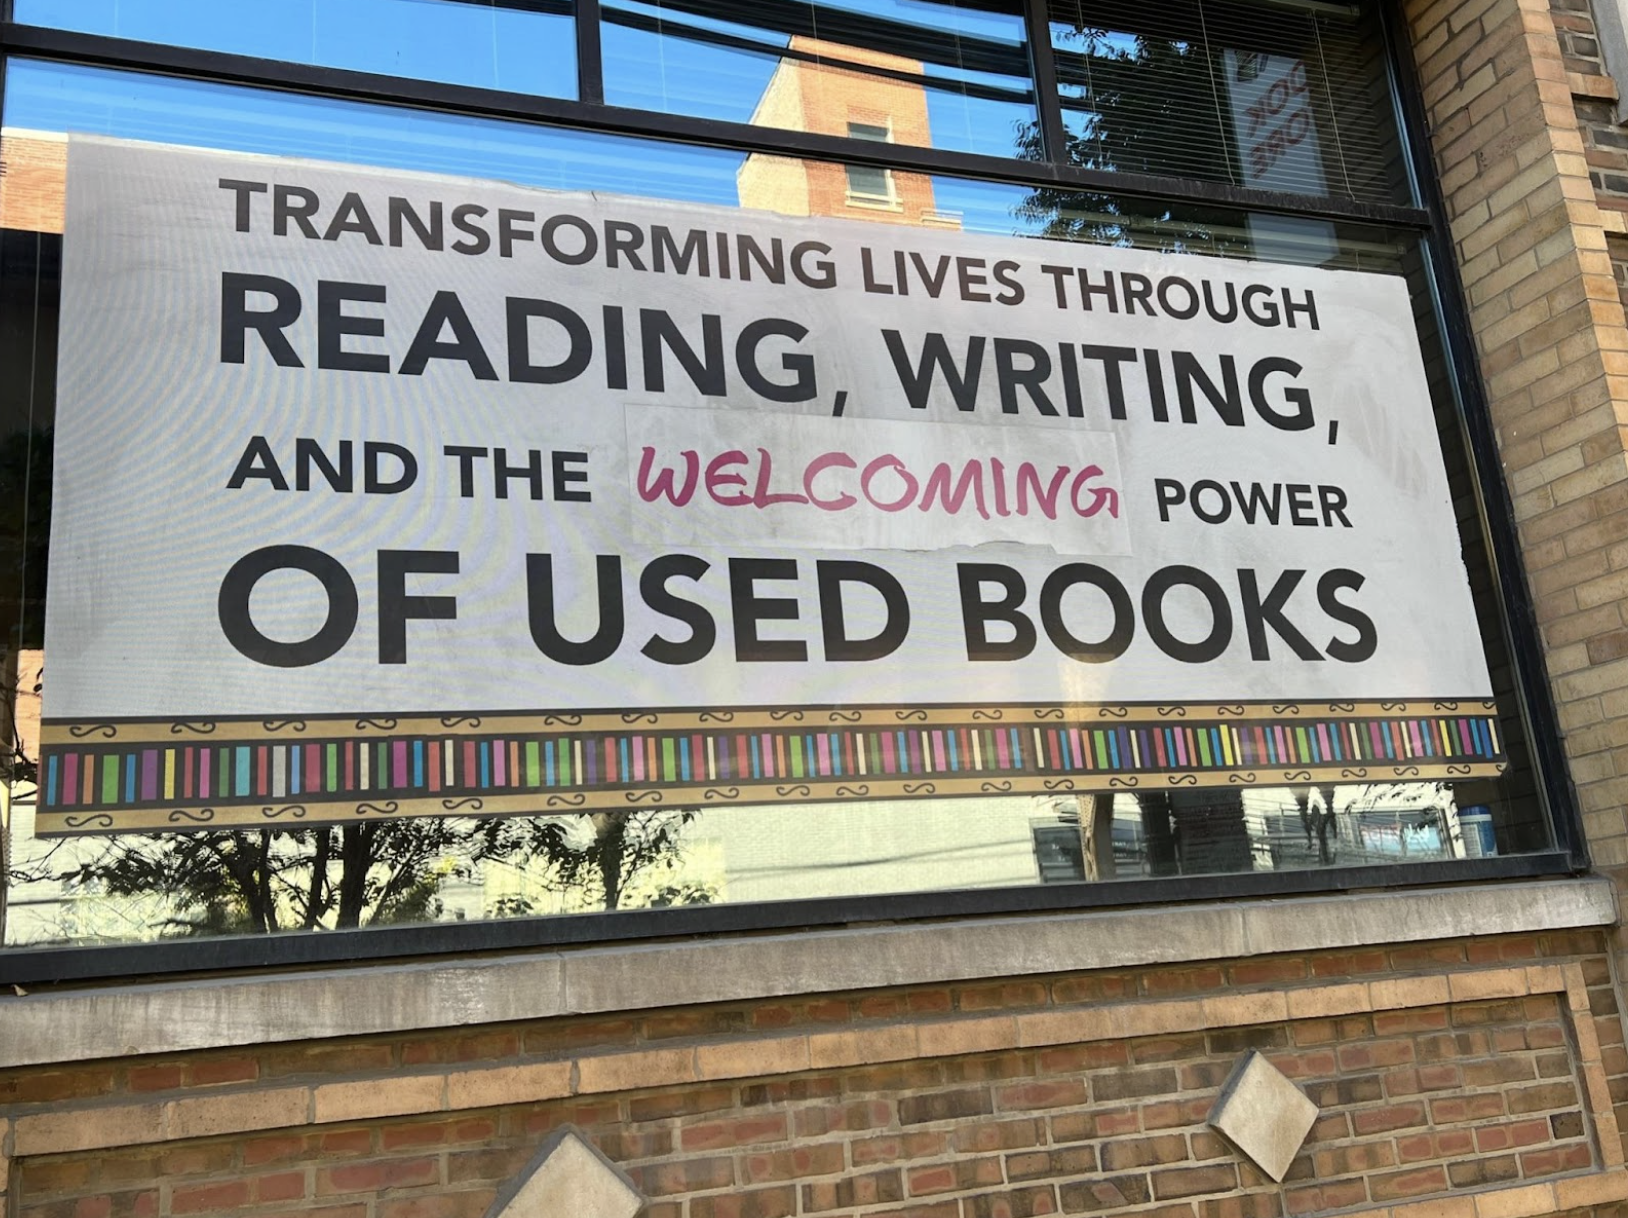 TRANSFORMING LIVES THROUGH
READING, WRITING,
AND THE WELCOMING POWER
OF USED BOOKS